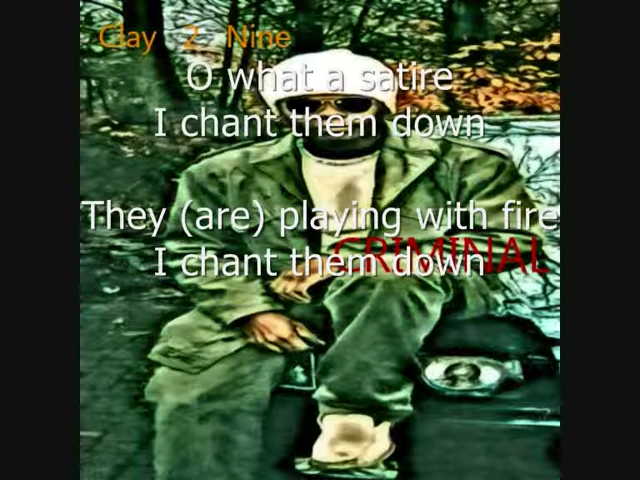 Clay 2 Nine
O what a satire
I chant them down
They (are) playing with fire
CRIMINAL
I chant them down